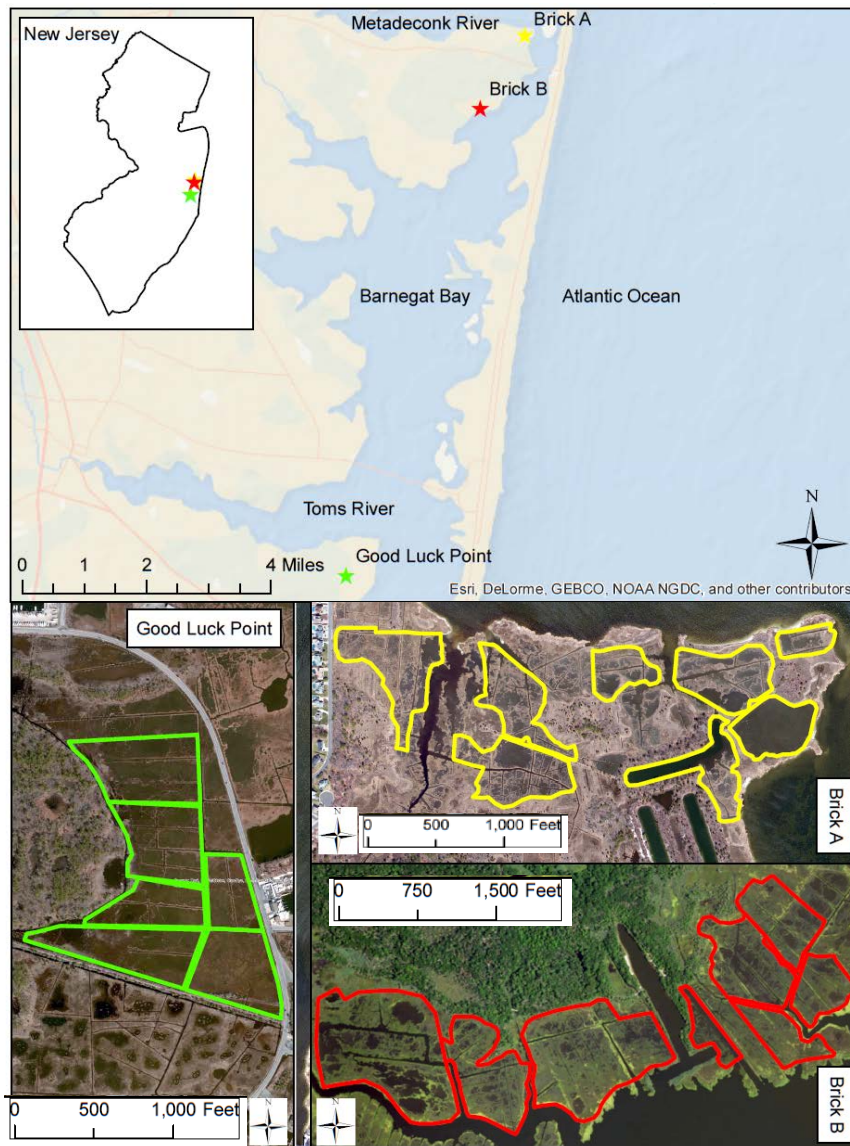 New Jersey
Metadeconk River
Brick A
Brick B
Barnegat Bay
Atlantic Ocean
Toms River
N
Good Luck Point
0 1 2 4 Miles
Esri, DeLorme, GEBCO, NOAA NGDC, and other contributors
Good Luck Point
0 500 1,000 Feet
Brick A
0 500 1,000 Feet
0 750 1,500 Feet
Brick B